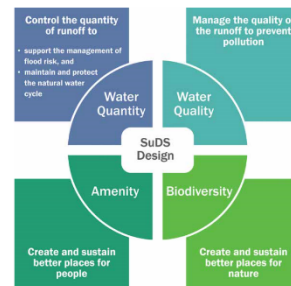 Control the quantity
of runoff to
• support the management of
flood risk, and
• maintain and protect
the natural water
cycle
Manage the quality o
the runoff to prevent
pollution
Water
Quantity
Water
Quality
SuDS
Design
Amenity
Biodiversity
Create and sustain
better places for
people
Create and sustain
better places for
nature